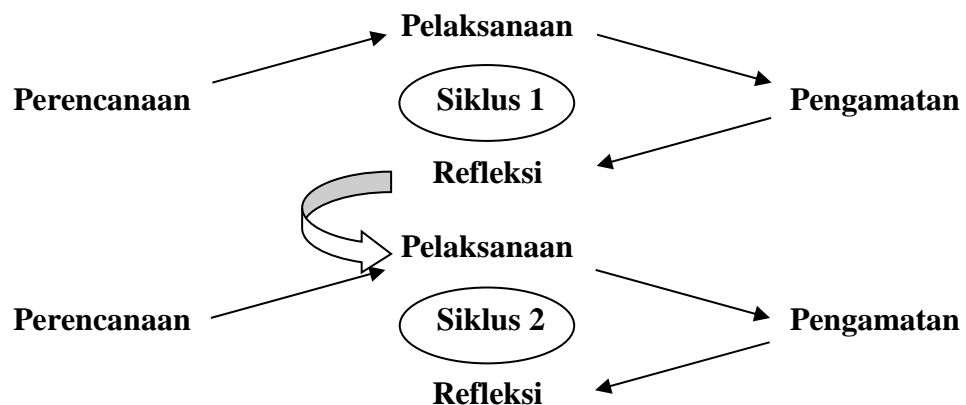 Pelaksanaan
Perencanaan
Siklus 1
Pengamatan
Refleksi
Pelaksanaan
Perencanaan
Siklus 2
Pengamatan
Refleksi